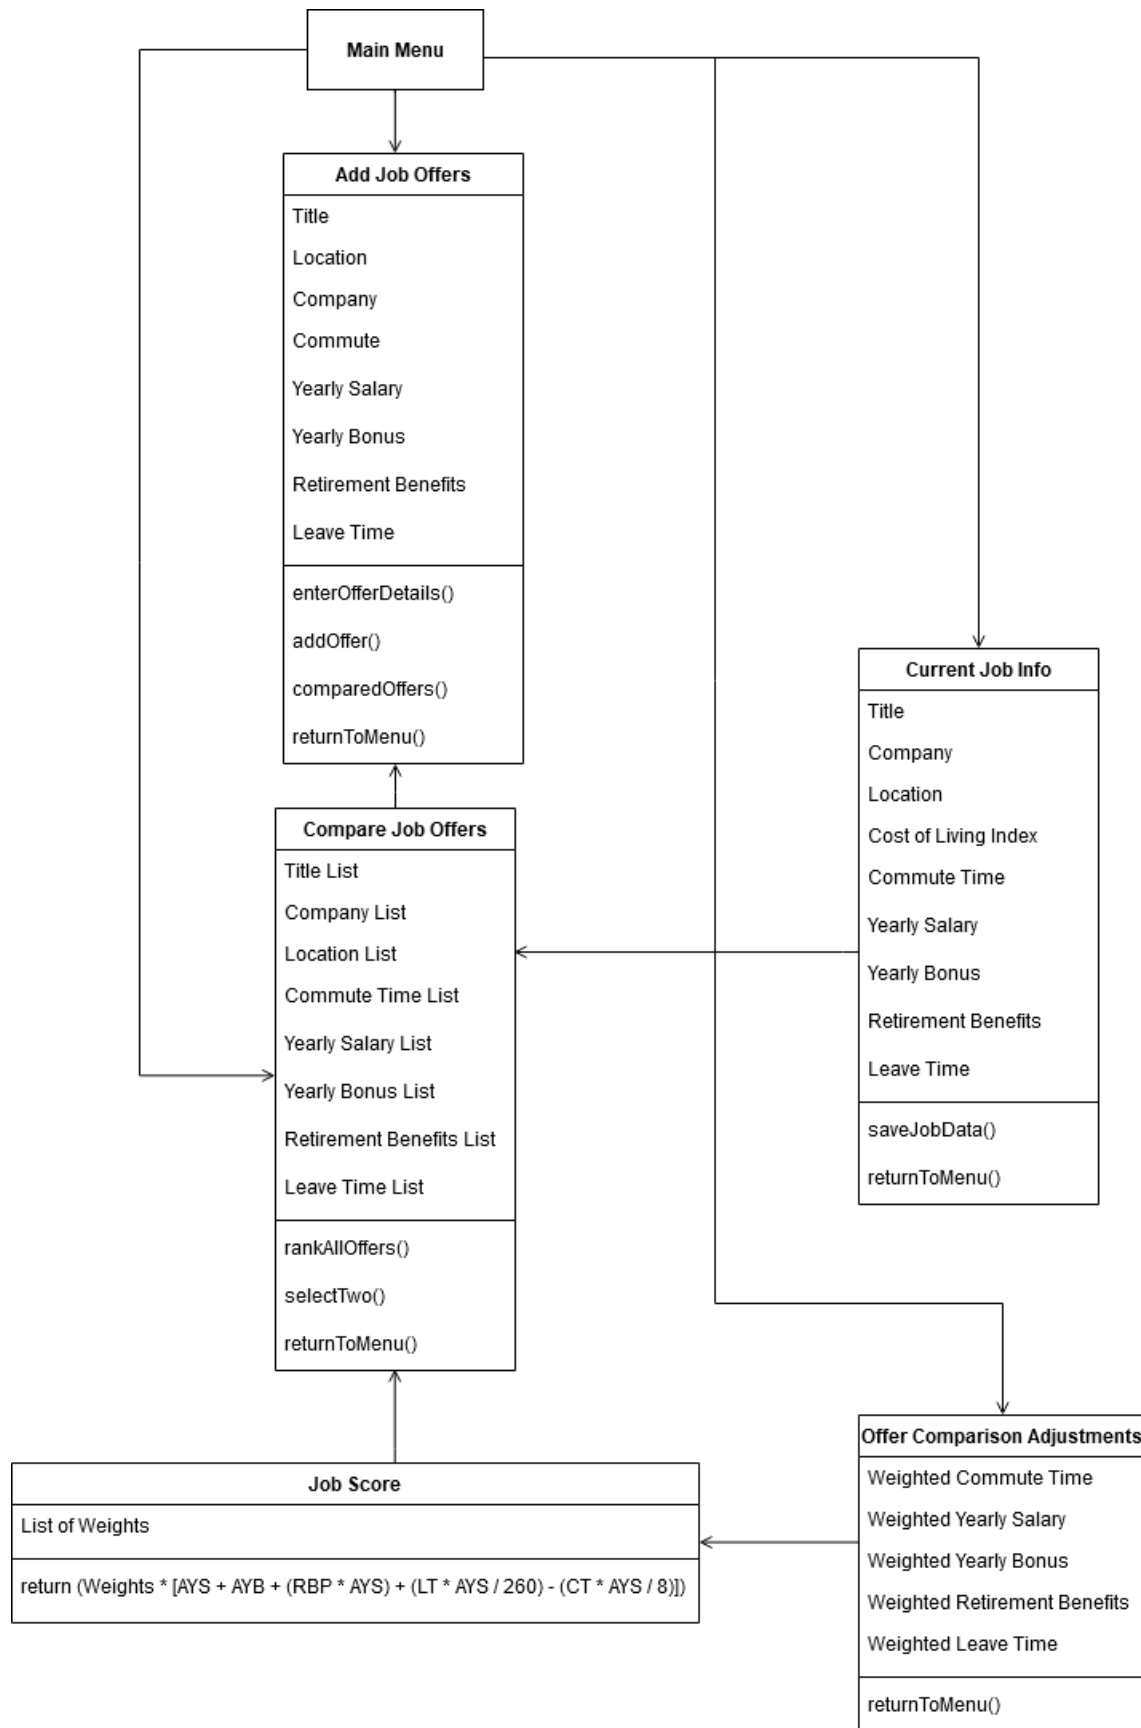 Main Menu
Add Job Offers
Title
Location
Company
Commute
Yearly Salary
Yearly Bonus
Retirement Benefits
Leave Time
enterOfferDetails()
addOffer()
comparedOffers()
returnToMenu()
Compare Job Offers
Title List
Company List
Location List
Commute Time List
Yearly Salary List
Yearly Bonus List
Retirement Benefits List
Leave Time List
rankAllOffers()
selectTwo()
returnToMenu()
Current Job Info
Title
Company
Location
Cost of Living Index
Commute Time
Yearly Salary
Yearly Bonus
Retirement Benefits
Leave Time
saveJobData()
returnToMenu()
Job Score
List of Weights
return (Weights * [AYS + AYB + (RBP * AYS) + (LT * AYS / 260) - (CT * AYS / 8)])
Offer Comparison Adjustments
Weighted Commute Time
Weighted Yearly Salary
Weighted Yearly Bonus
Weighted Retirement Benefits
Weighted Leave Time
returnToMenu()